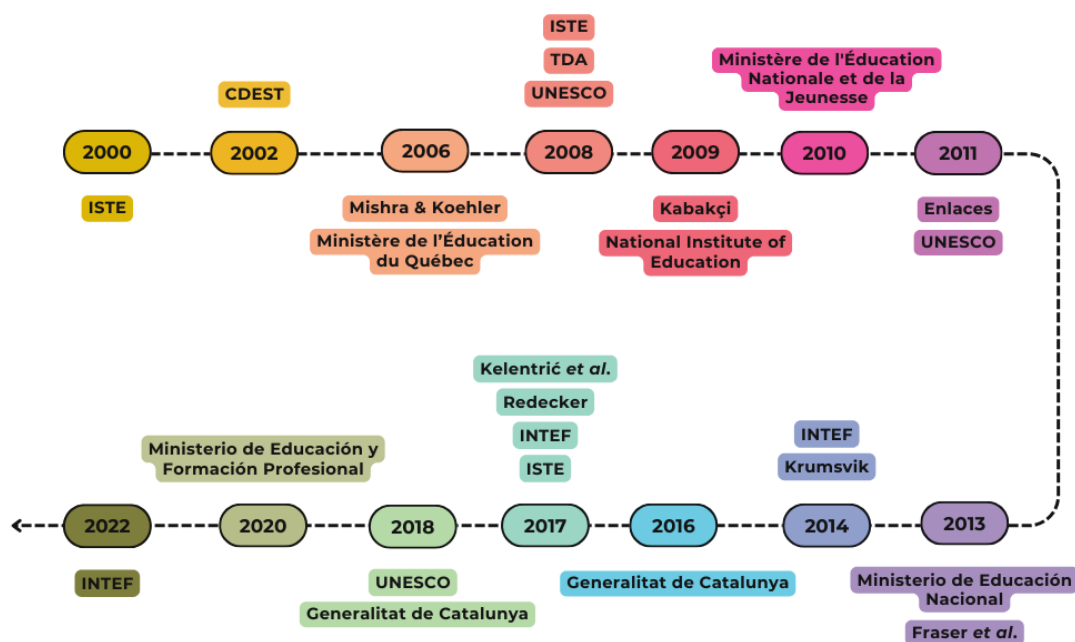 ISTE
TDA
UNESCO
CDEST
Ministère de l'Éducation
Nationale et de la
Jeunesse
2000
2002
2006
2008
2009
2010
2011
ISTE
Mishra & Koehler
Ministère de l’Éducation
du Québec
Kabakçi
National Institute of
Education
Enlaces
UNESCO
Kelentrić et al.
Redecker
INTEF
ISTE
Ministerio de Educación y
Formación Profesional
INTEF
Krumsvik
2022
2020
2018
2017
2016
2014
2013
INTEF
UNESCO
Generalitat de Catalunya
Generalitat de Catalunya
Ministerio de Educación
Nacional
Fraser et al.